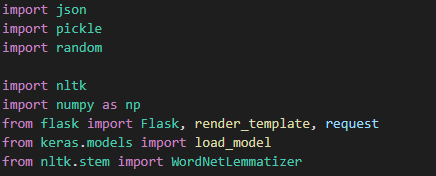 import json
import pickle
import random
import nltk
import numpy as np
from flask import Flask, render_template, request
from keras.models import load_model
from nltk.stem import WordNetLemmatizer